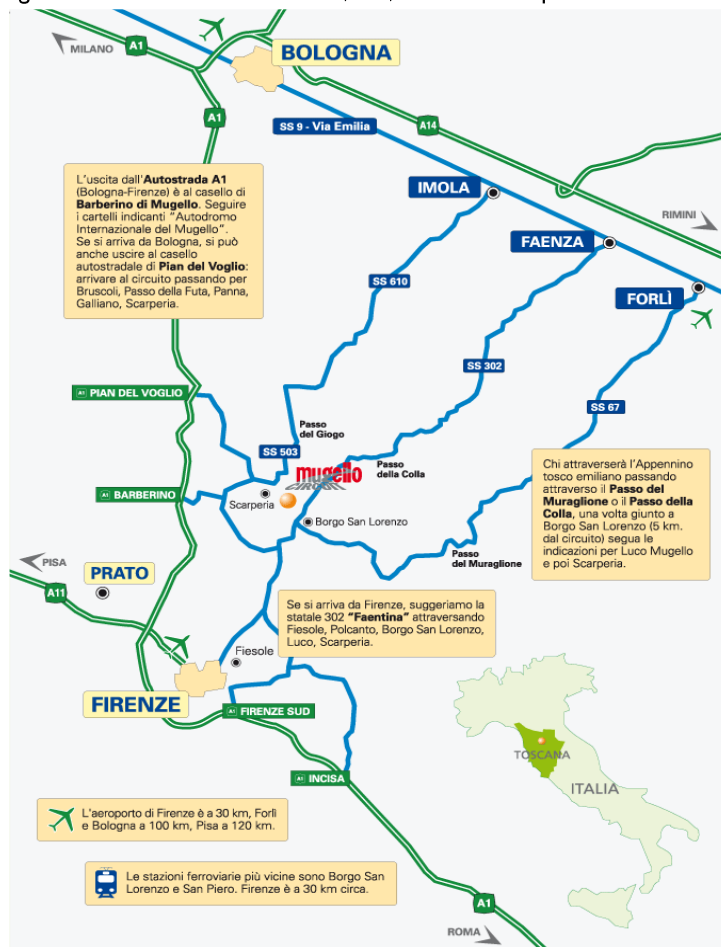 MILANO
A1
BOLOGNA
A1
SS 9 - Via Emilia
A14
L'uscita dall'Autostrada A1
(Bologna-Firenze) è al casello di
Barberino di Mugello. Seguire
i cartelli indicanti "Autodromo
Internazionale del Mugello".
Se si arriva da Bologna, si può
anche uscire al casello
autostradale di Pian del Voglio:
arrivare al circuito passando per
Bruscoli, Passo della Futa, Panna,
Galliano, Scarperia.
IMOLA
RIMINI
FAENZA
SS 610
FORLÌ
SS 302
A1 PIAN DEL VOGLIO
SS 67
Passo
del Giogo
SS 503
mugello
CIRCUIT
Passo
della Colla
A1 BARBERINO
Scarperia
Borgo San Lorenzo
Chi attraverserà l'Appennino
tosco emiliano passando
attraverso il Passo del
Muraglione o il Passo della
Colla, una volta giunto a
Borgo San Lorenzo (5 km.
dal circuito) segua le
indicazioni per Luco Mugello
e poi Scarperia.
Passo
del Muraglione
PISA
A11
PRATO
Se si arriva da Firenze, suggeriamo la
statale 302 "Faentina" attraversando
Fiesole, Polcanto, Borgo San Lorenzo,
Luco, Scarperia.
Fiesole
FIRENZE
A1 FIRENZE SUD
A1 INCISA
TOSCANA
ITALIA
L'aeroporto di Firenze è a 30 km, Forlì
e Bologna a 100 km, Pisa a 120 km.
Le stazioni ferroviarie più vicine sono Borgo San
Lorenzo e San Piero. Firenze è a 30 km circa.
A1
ROMA